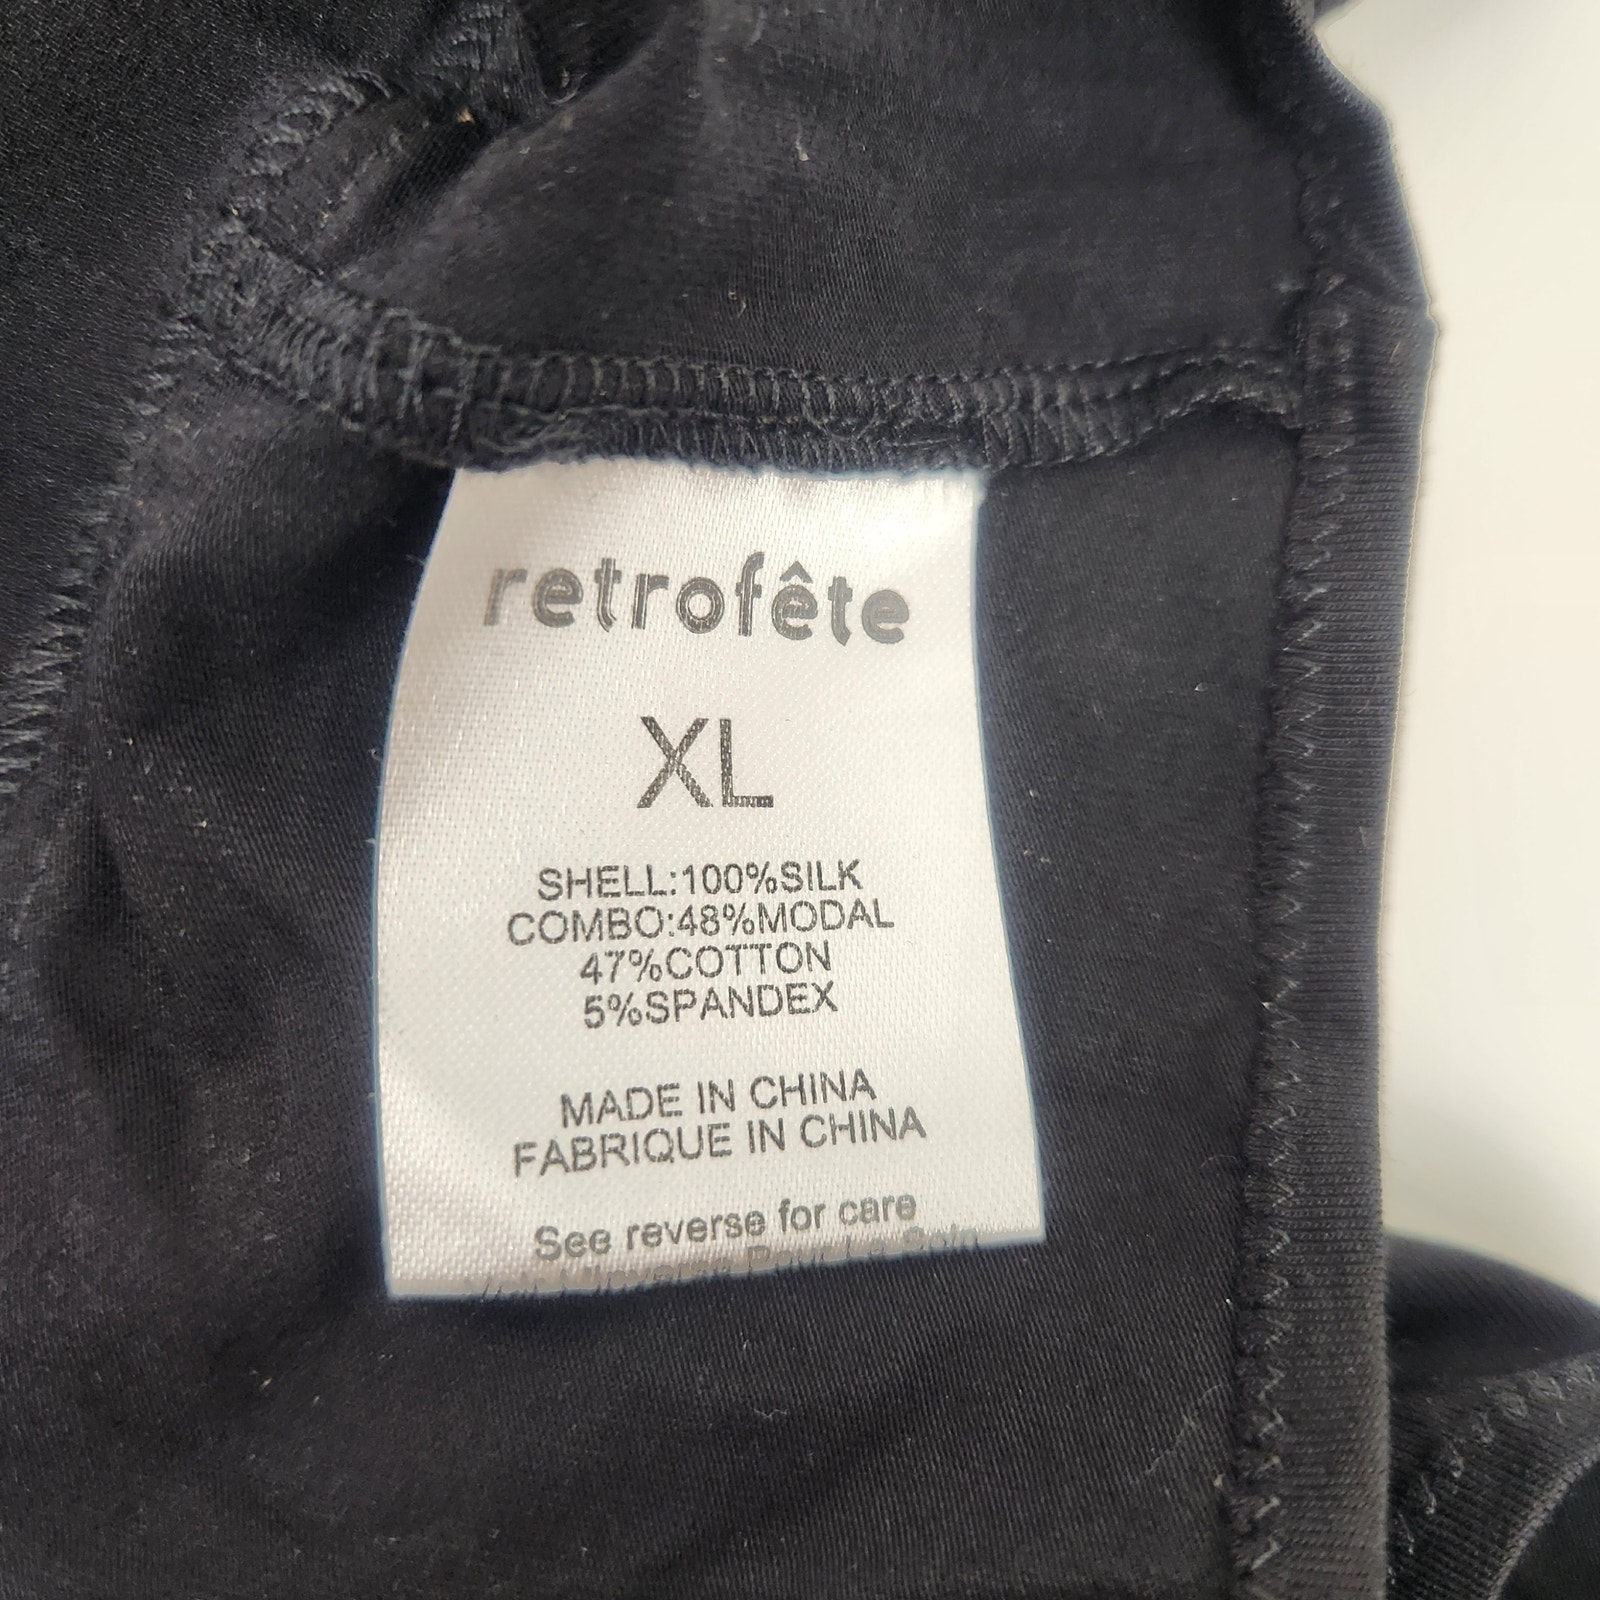 retrofête
XL
SHELL:100%SILK
COMBO:48%MODAL
47%COTTON
5%SPANDEX
MADE IN CHINA
FABRIQUE IN CHINA
See reverse for care